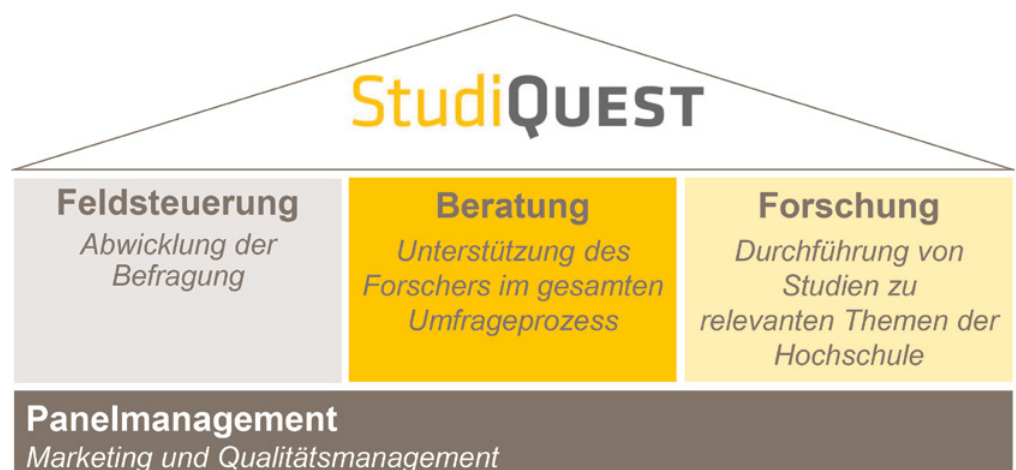 StudiQUEST
Feldsteuerung
Abwicklung der
Befragung
Beratung
Unterstützung des
Forschers im gesamten
Umfrageprozess
Forschung
Durchführung von
Studien zu
relevanten Themen der
Hochschule
Panelmanagement
Marketing und Qualitätsmanagement